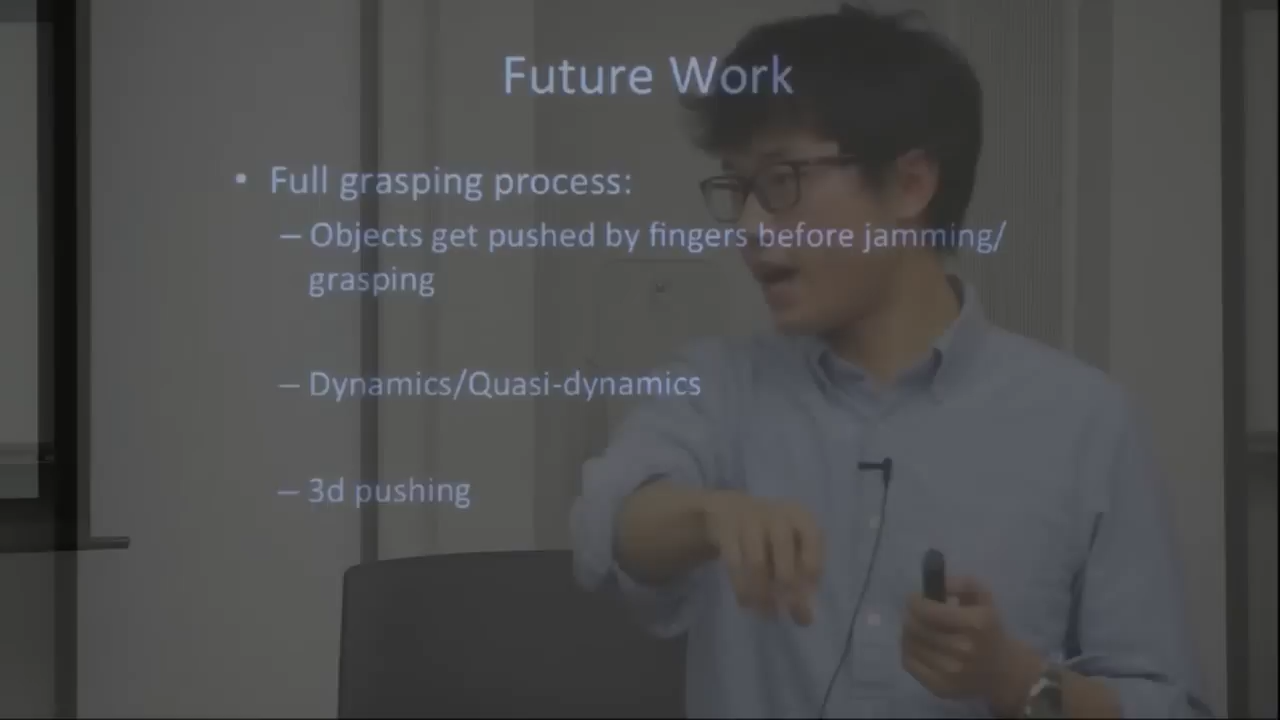 Future Work
• Full grasping process:
– Objects get pushed by fingers before jamming/
grasping
– Dynamics/Quasi-dynamics
– 3d pushing